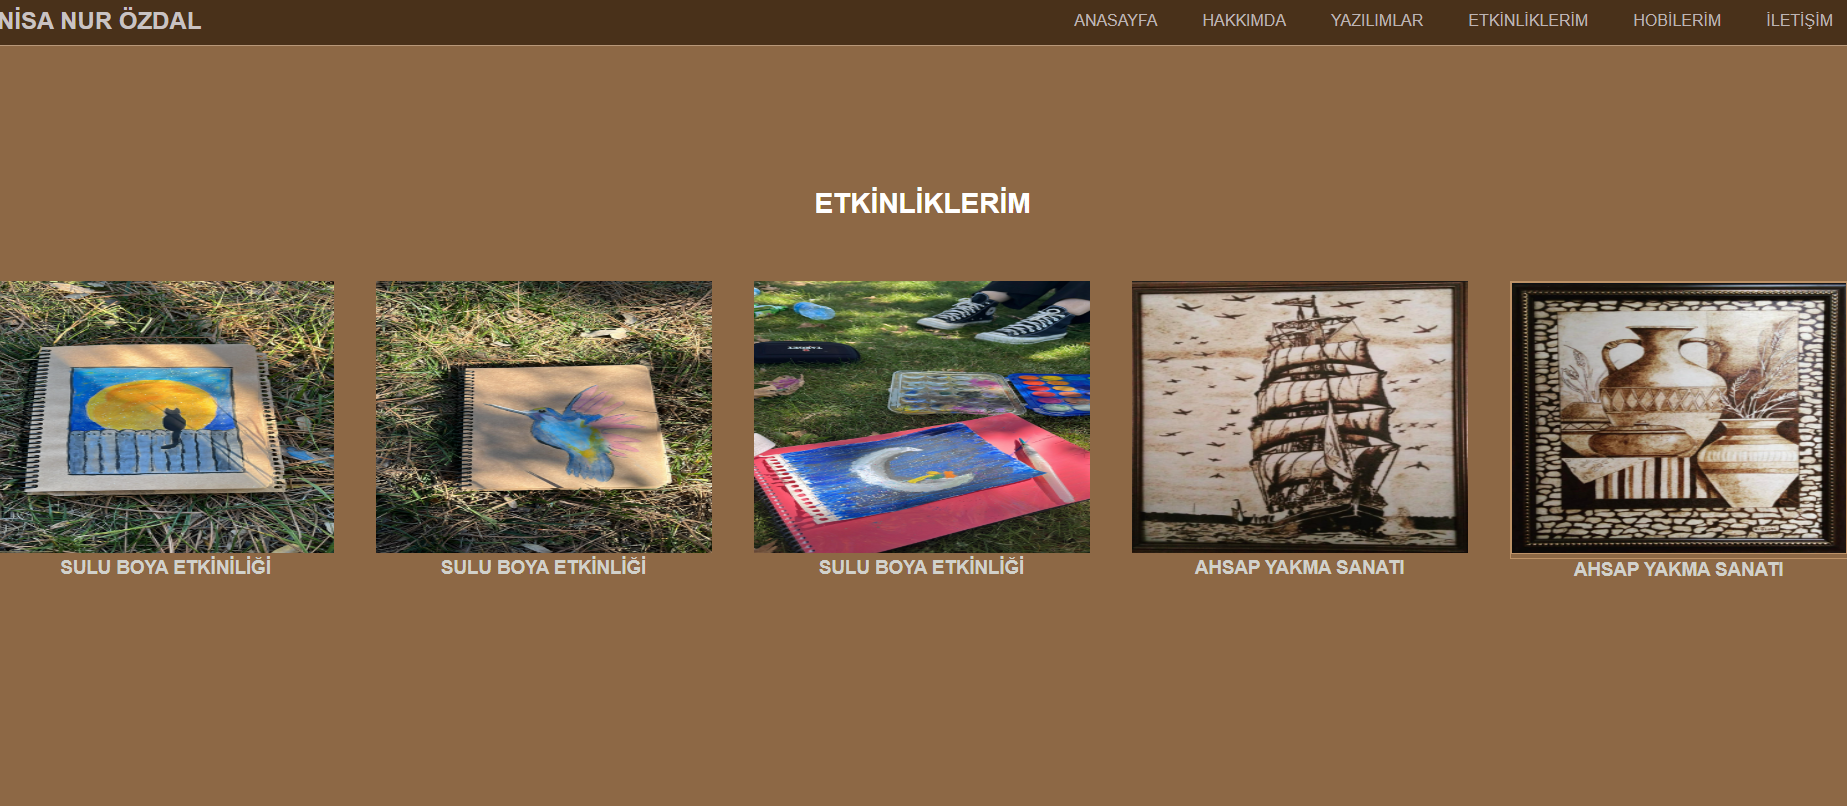 NİSA NUR ÖZDAL
ANASAYFA HAKKIMDA YAZILIMLAR ETKİNLİKLERİM HOBİLERİM İLETİŞİM
ETKİNLİKLERİM
SULU BOYA ETKİNİLİĞİ
SULU BOYA ETKİNLİĞİ
SULU BOYA ETKİNLİĞİ
AHSAP YAKMA SANATI
AHSAP YAKMA SANATI